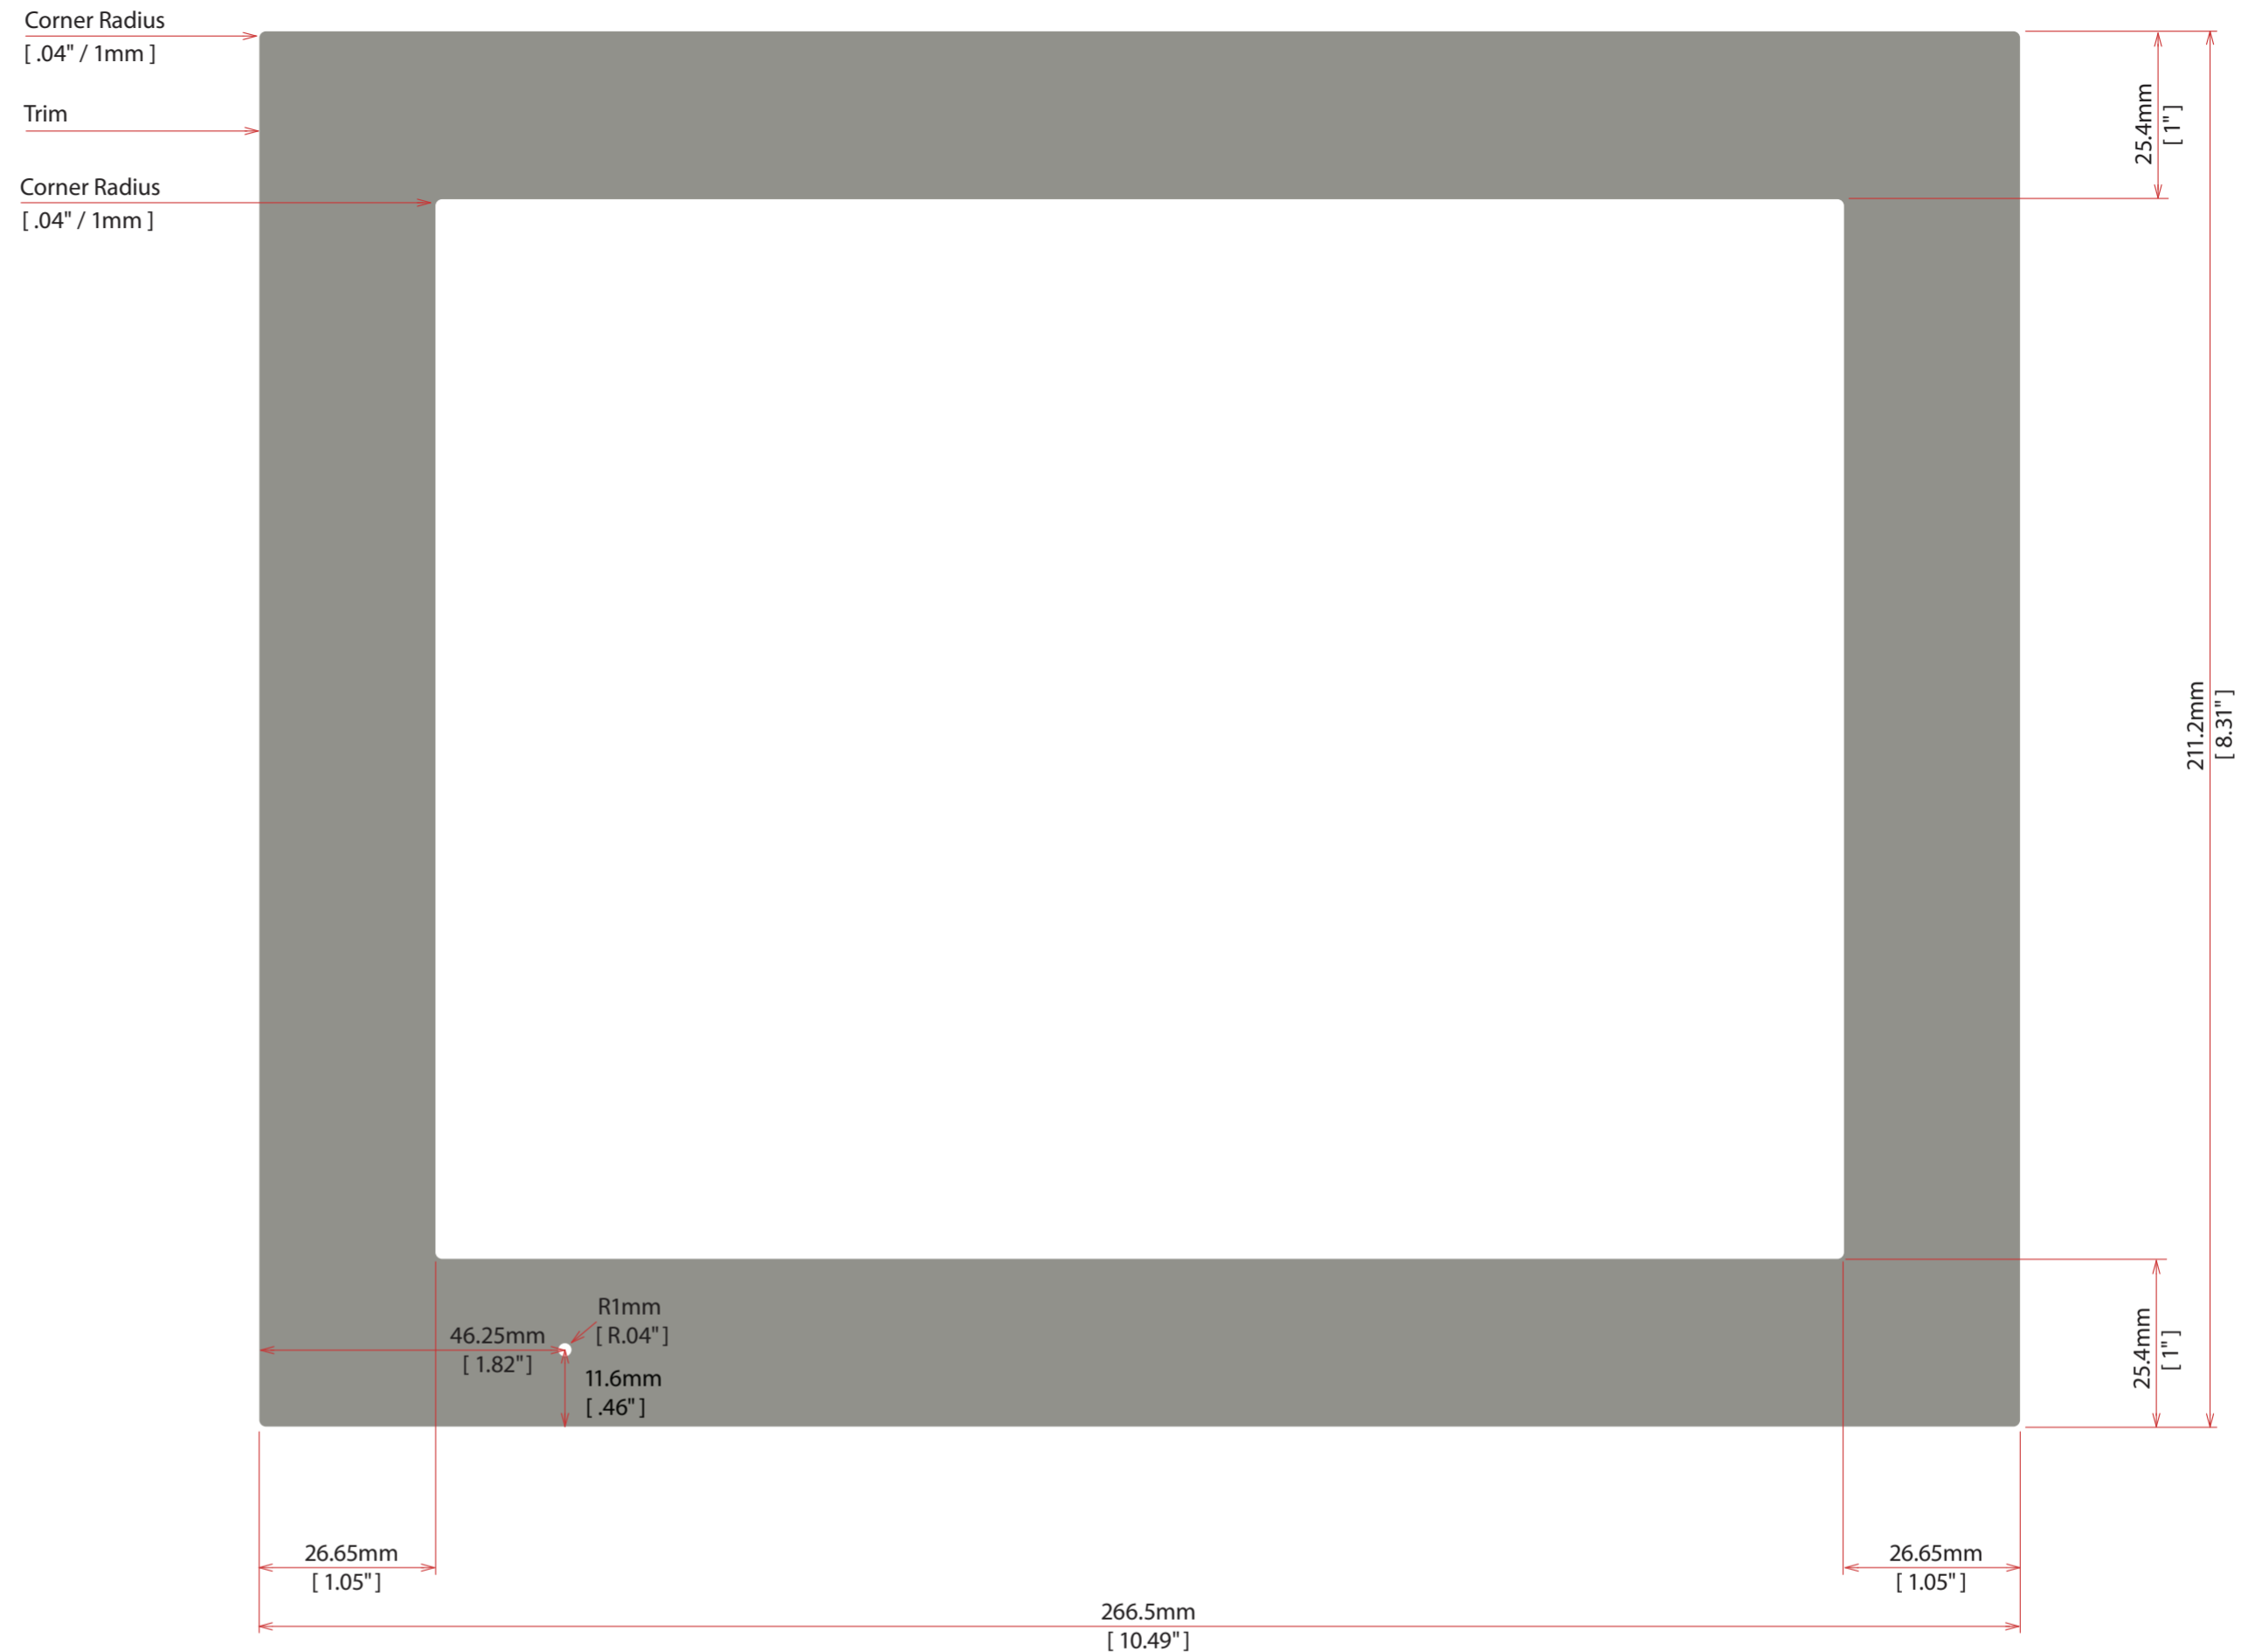 Corner Radius
[ .04" / 1mm ]
Trim
Corner Radius
[ .04" / 1mm ]
25.4mm
[ 1" ]
211.2mm
[ 8.31" ]
R1mm
[ R.04" ]
46.25mm
[ 1.82" ]
11.6mm
[ .46" ]
25.4mm
[ 1" ]
26.65mm
[ 1.05" ]
26.65mm
[ 1.05" ]
266.5mm
[ 10.49" ]